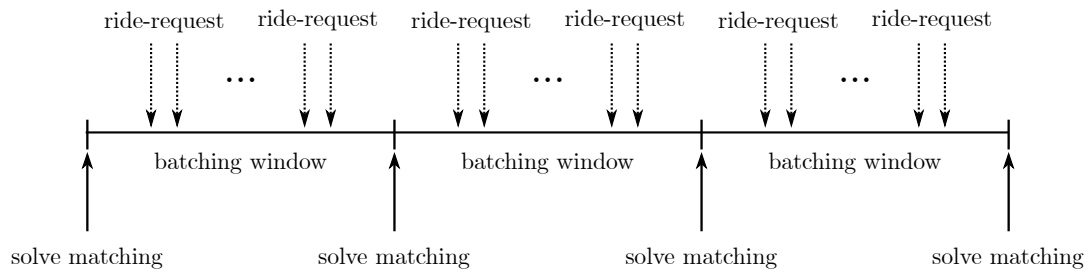 ride-request ride-request ride-request ride-request ride-request ride-request
... ... ...
batching window batching window batching window
solve matching solve matching solve matching solve matching